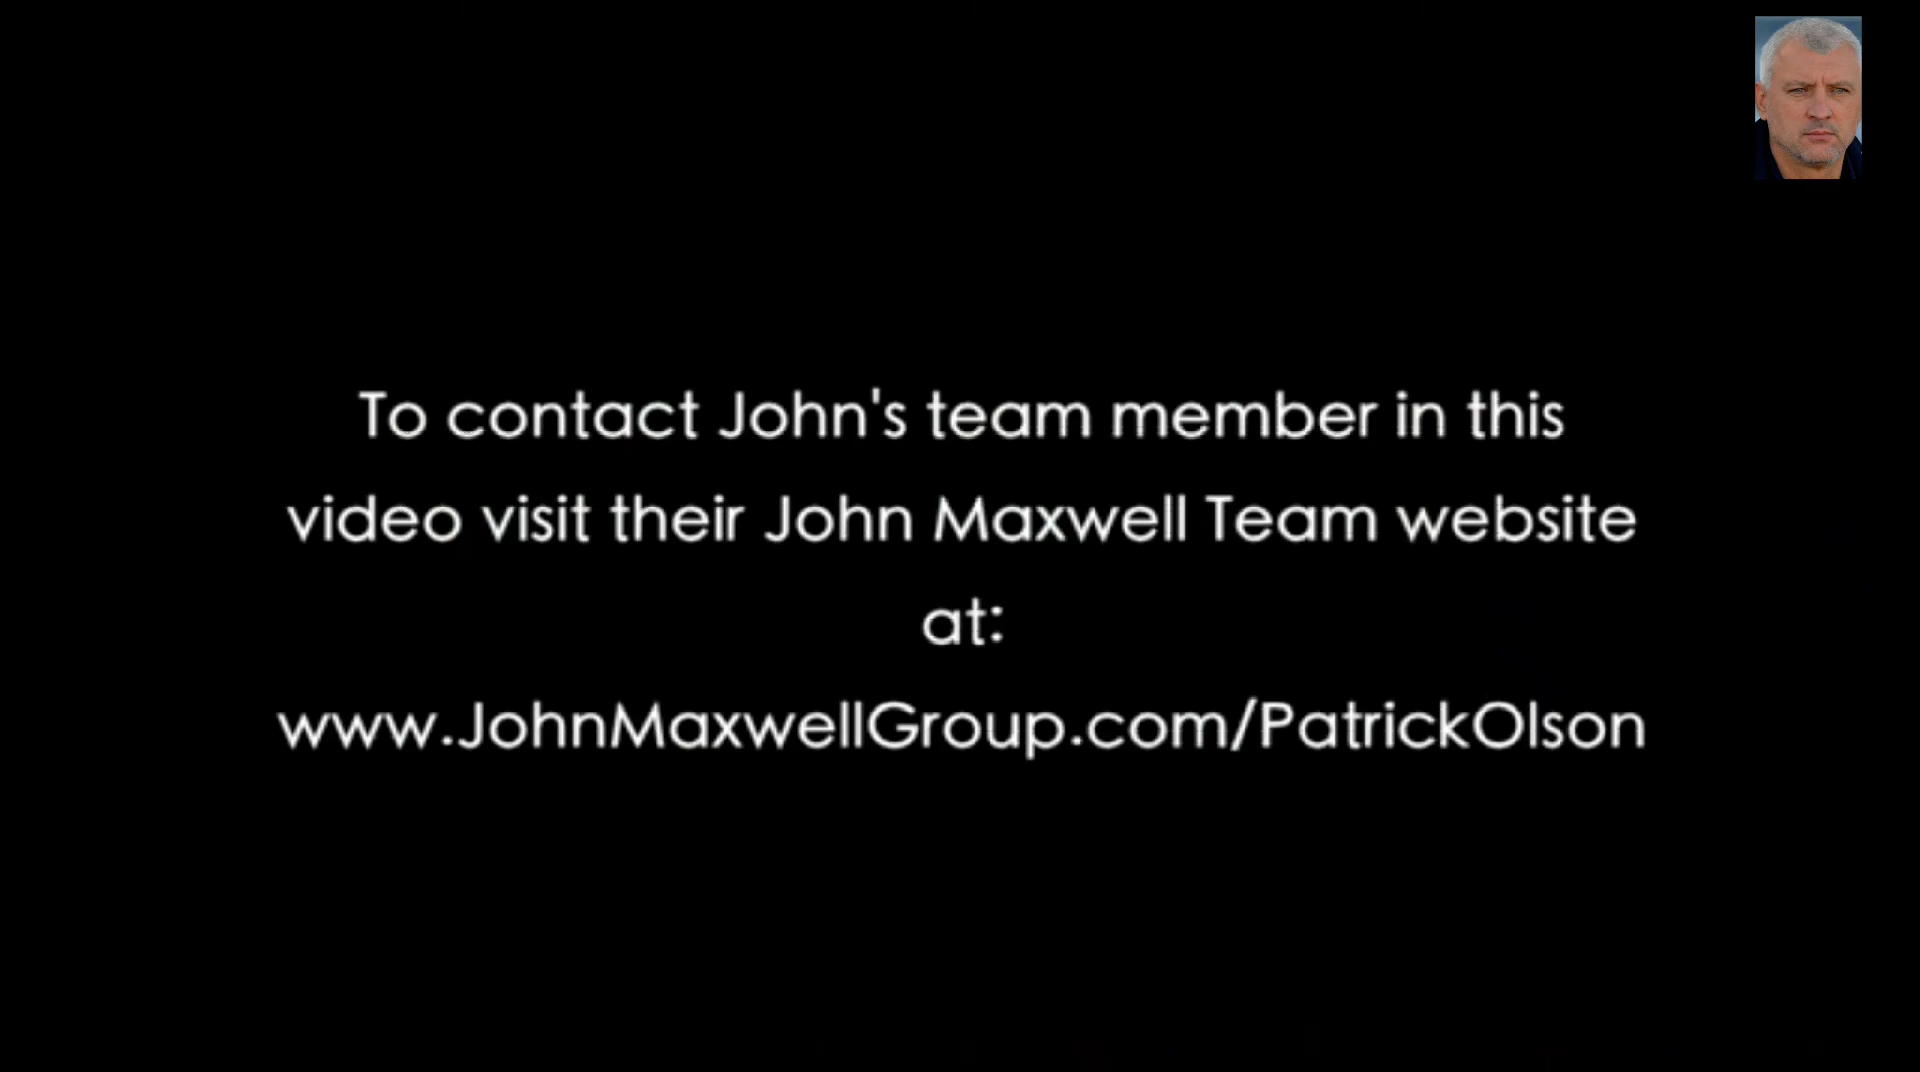 To contact John's team member in this
video visit their John Maxwell Team website
at:
www.JohnMaxwellGroup.com/PatrickOlson